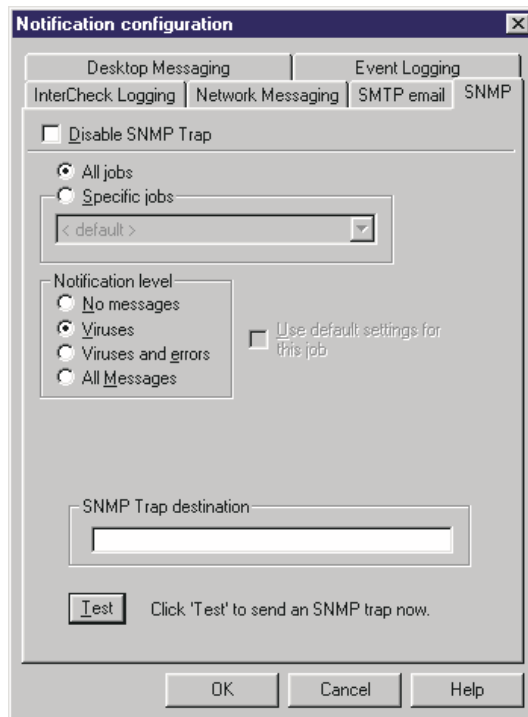 Notification configuration
Desktop Messaging
Event Logging
InterCheck Logging
Network Messaging
SMTP email
SNMP
Disable SNMP Trap
All jobs
Specific jobs
< default >
Notification level
No messages
Viruses
Viruses and errors
All Messages
Use default settings for
this job
SNMP Trap destination
Test
Click 'Test' to send an SNMP trap now.
OK
Cancel
Help